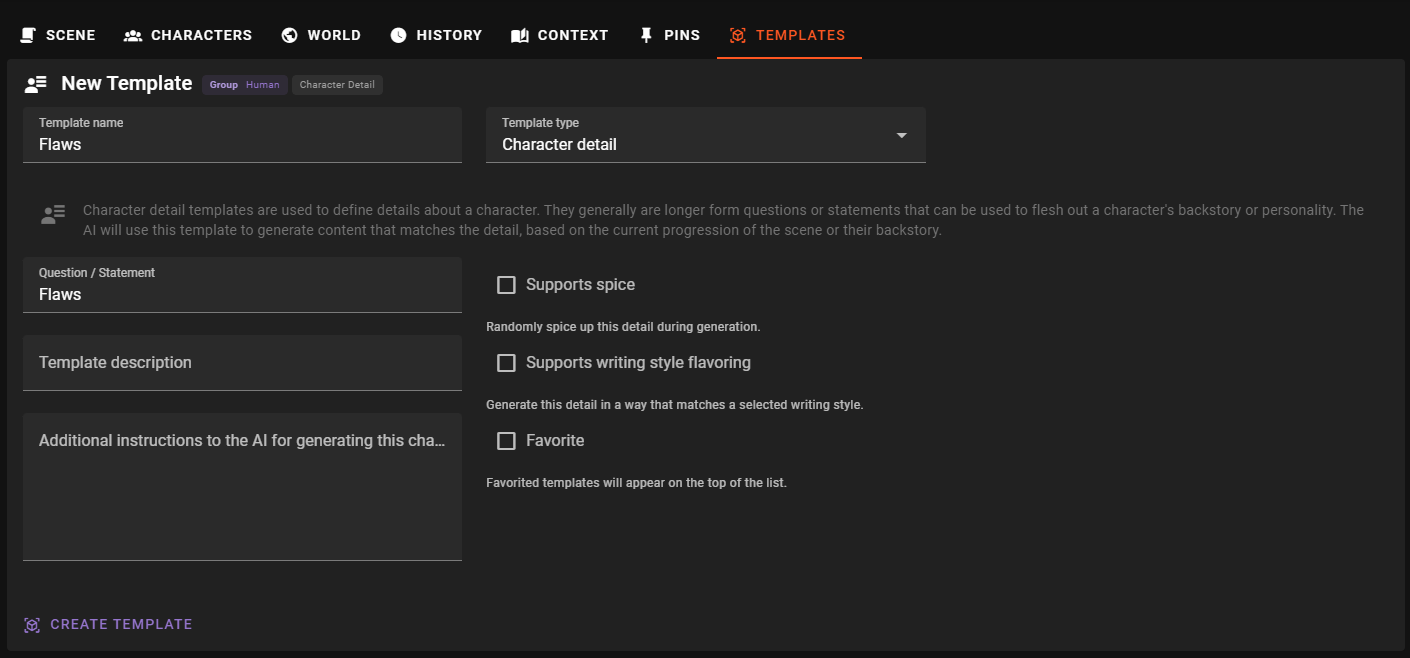 SCENE CHARACTERS WORLD HISTORY CONTEXT PINS TEMPLATES
New Template Group Human Character Detail
Template name
Flaws
Template type
Character detail
Character detail templates are used to define details about a character. They generally are longer form questions or statements that can be used to flesh out a character's backstory or personality. The
AI will use this template to generate content that matches the detail, based on the current progression of the scene or their backstory.
Question / Statement
Flaws
Supports spice
Randomly spice up this detail during generation.
Template description
Supports writing style flavoring
Generate this detail in a way that matches a selected writing style.
Additional instructions to the AI for generating this cha...
Favorite
Favorited templates will appear on the top of the list.
CREATE TEMPLATE